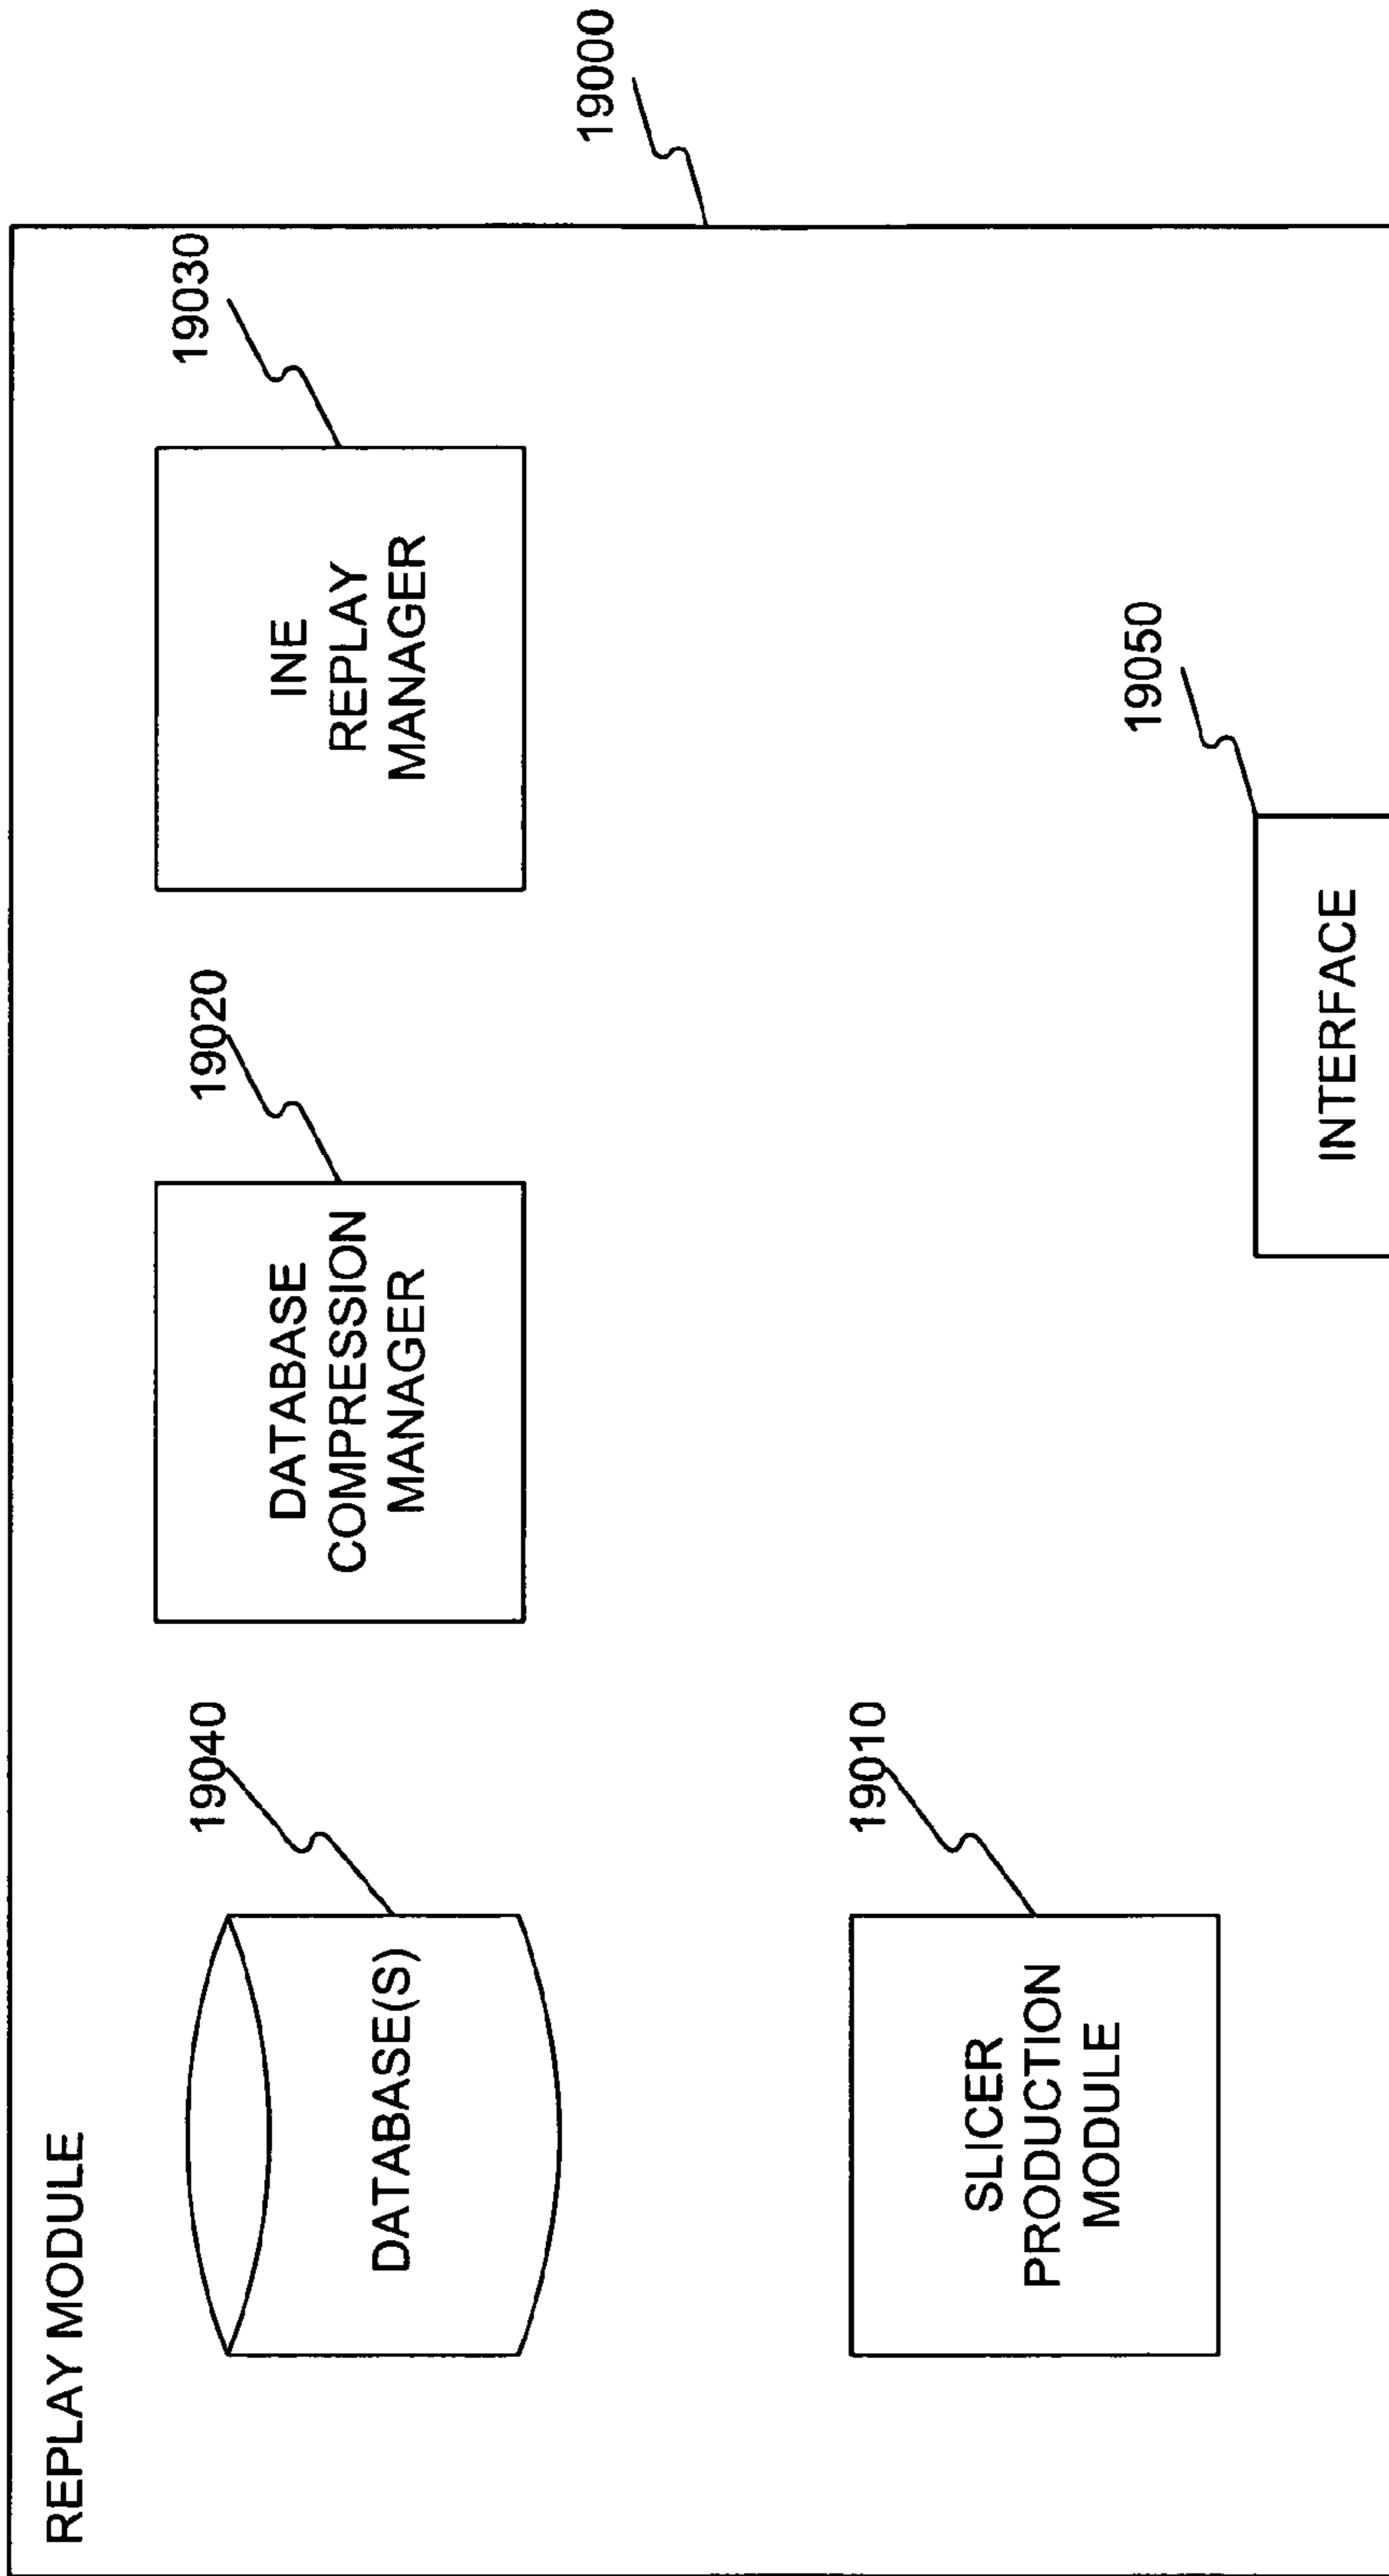 REPLAY MODULE
19040
DATABASE(S)
19020
DATABASE
COMPRESSION
MANAGER
19030
INE
REPLAY
MANAGER
19000
19010
SLICER
PRODUCTION
MODULE
19050
INTERFACE